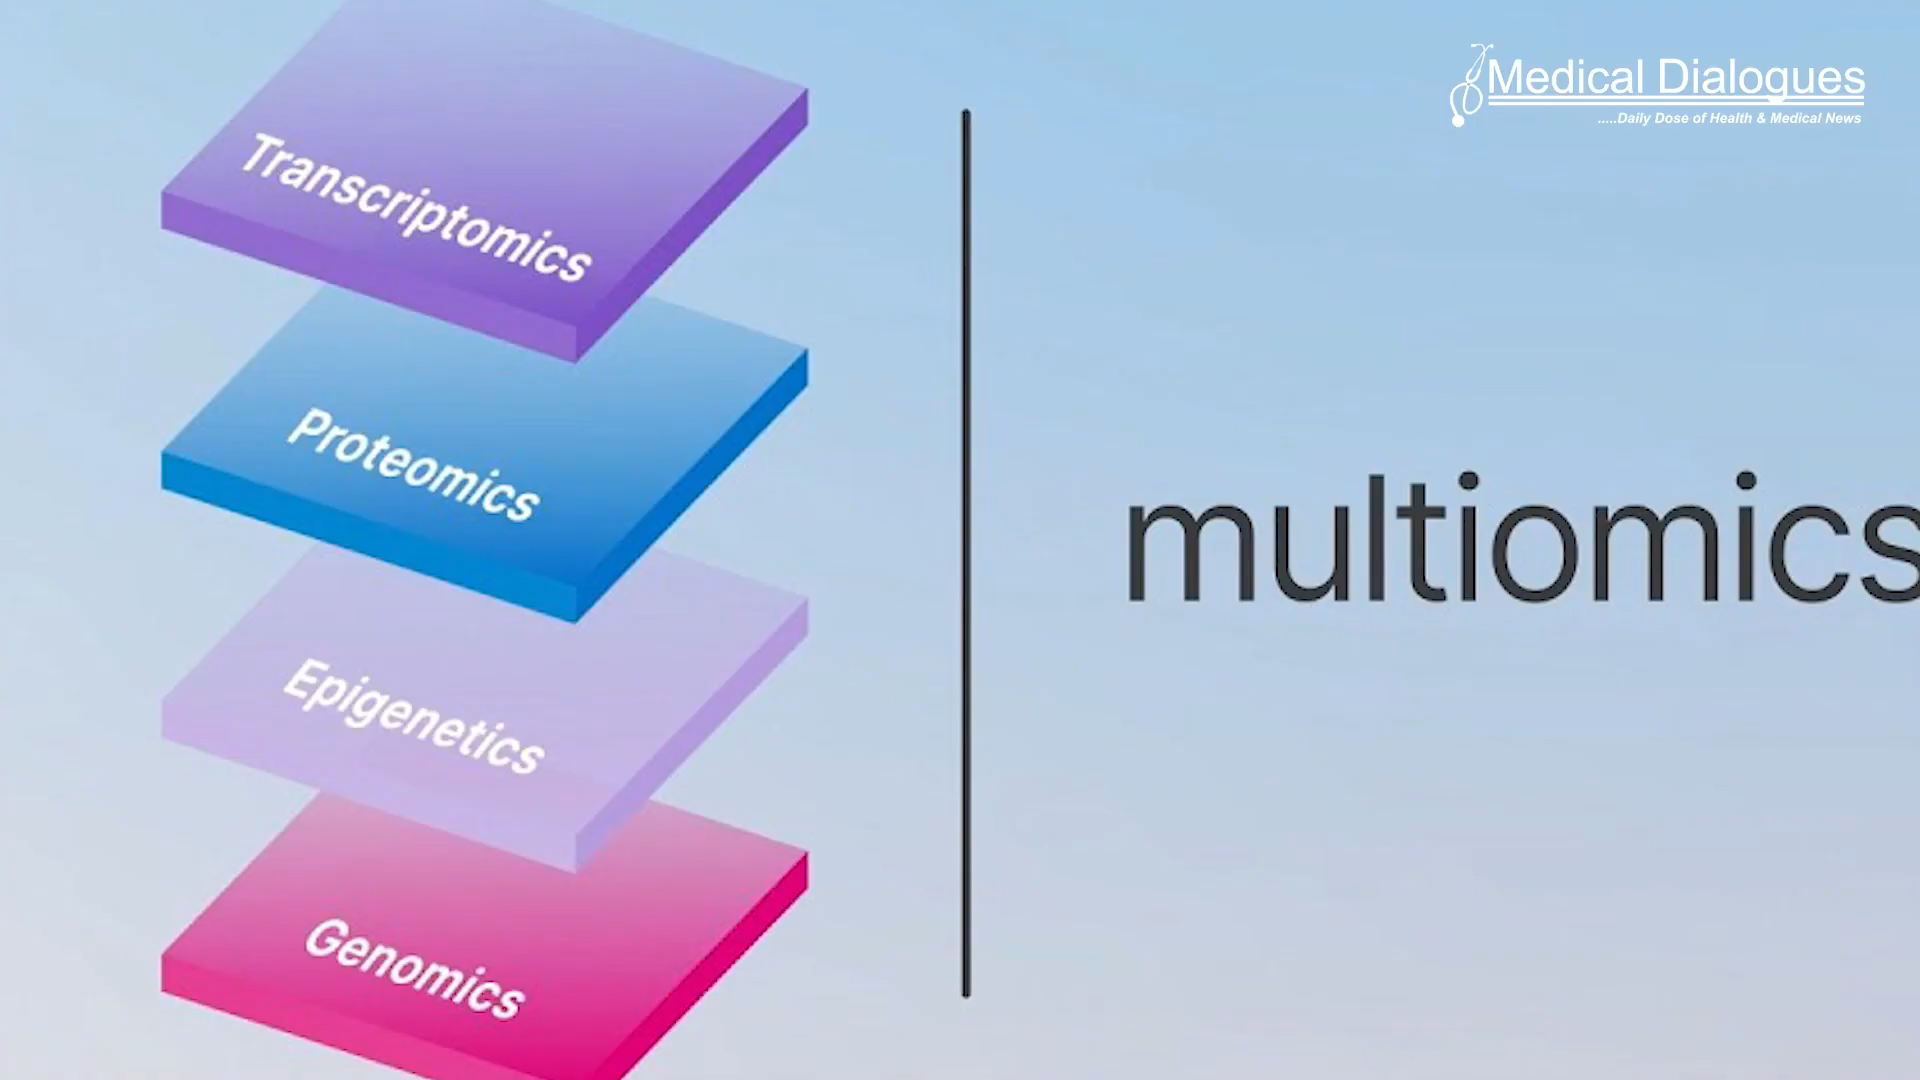 Medical Dialogues
.....Daily Dose of Health & Medical News
Transcriptomics
Proteomics
Epigenetics
Genomics
multiomics